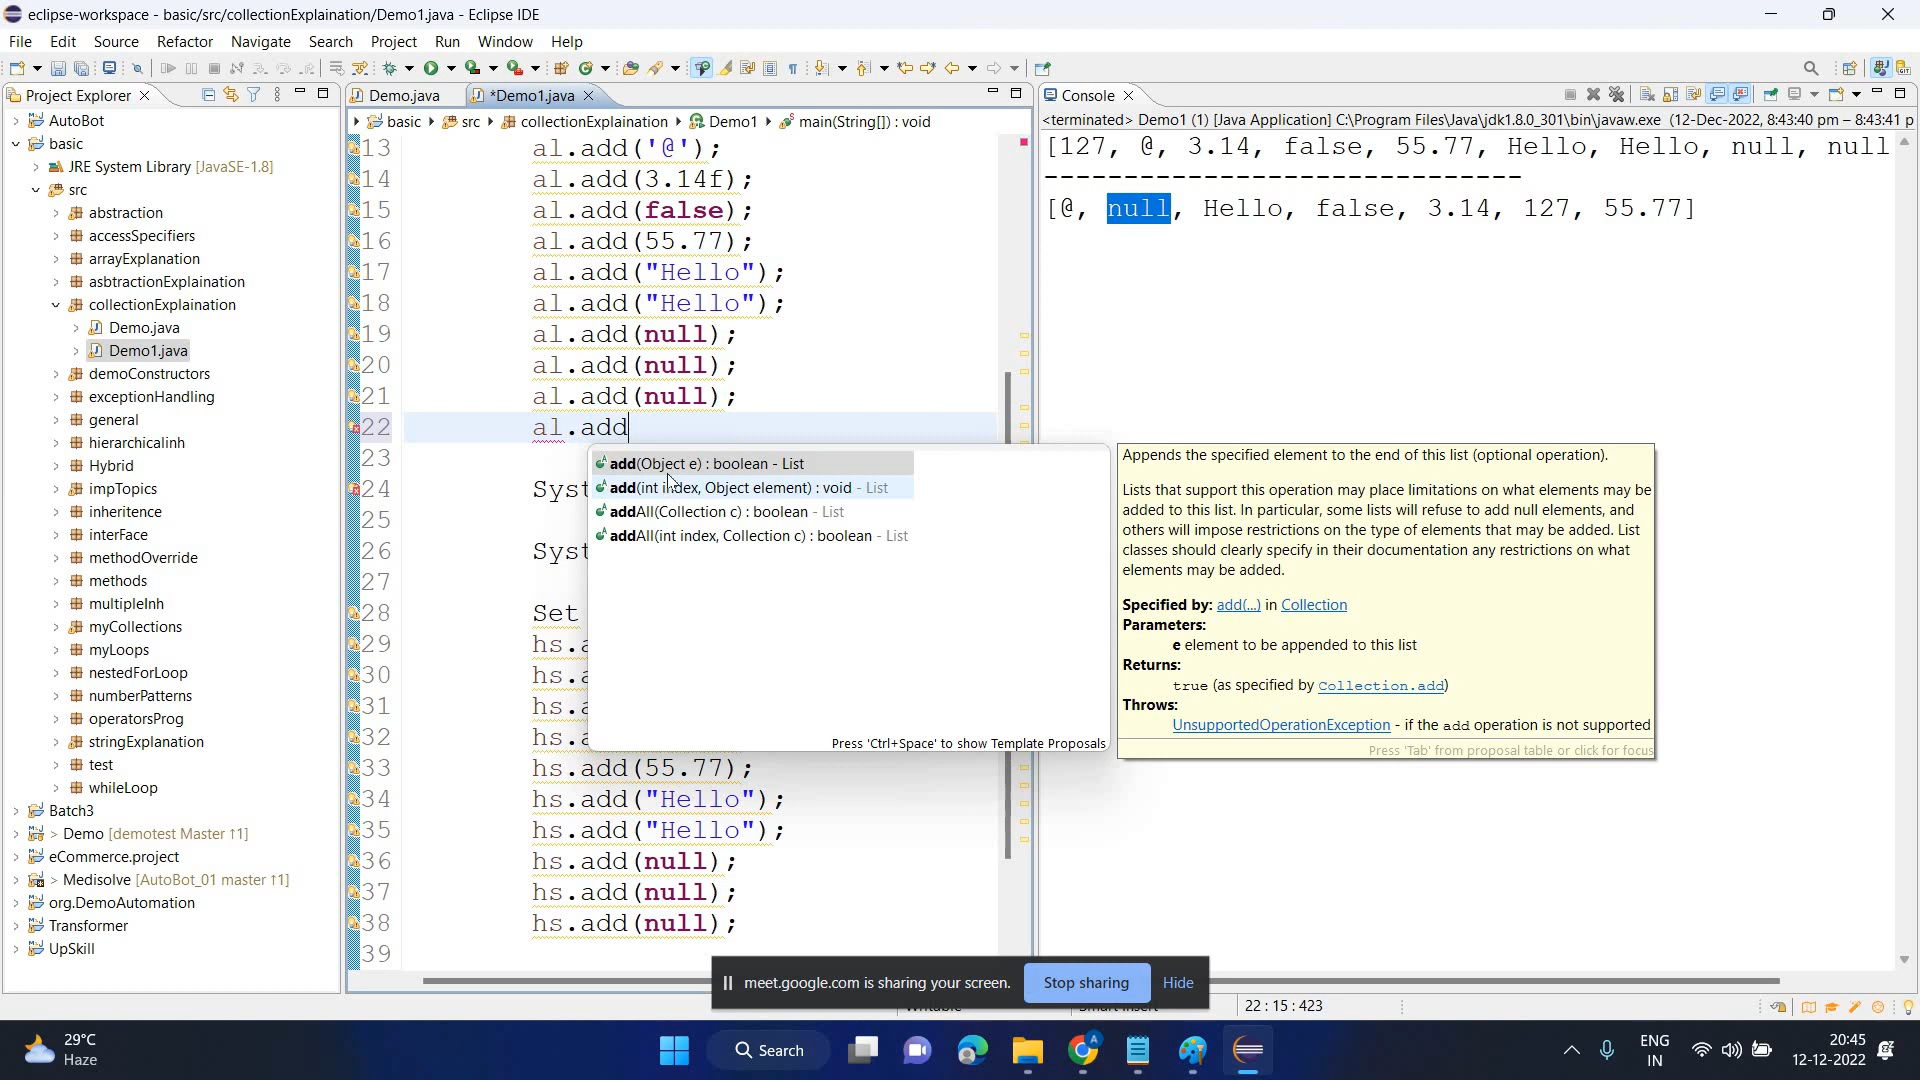 eclipse-workspace - basic/src/collectionExplaination/Demo1.java - Eclipse IDE
File Edit Source Refactor Navigate Search Project Run Window Help
Project Explorer
AutoBot
basic
JRE System Library [JavaSE-1.8]
src
abstraction
accessSpecifiers
arrayExplanation
asbtractionExplaination
collectionExplaination
Demo.java
Demo1.java
demoConstructors
exceptionHandling
general
hierarchicalinh
Hybrid
impTopics
inheritence
interFace
methodOverride
methods
multipleInh
myCollections
myLoops
nestedForLoop
numberPatterns
operatorsProg
stringExplanation
test
whileLoop
Batch3
> Demo [demotest Master ↑1]
eCommerce.project
> Medisolve [AutoBot_01 master ↑1]
org.DemoAutomation
Transformer
UpSkill
Demo.java *Demo1.java
basic src collectionExplaination Demo1 main(String[]) : void
13 al.add('@');
14 al.add(3.14f);
15 al.add(false);
16 al.add(55.77);
17 al.add("Hello");
18 al.add("Hello");
19 al.add(null);
20 al.add(null);
21 al.add(null);
22 al.add
23
24 Syst
25
26 Syst
27
28 Set
29 hs.a
30 hs.a
31 hs.a
32 hs.a
33 hs.add(55.77);
34 hs.add("Hello");
35 hs.add("Hello");
36 hs.add(null);
37 hs.add(null);
38 hs.add(null);
39
add(Object e) : boolean - List
add(int index, Object element) : void - List
addAll(Collection c) : boolean - List
addAll(int index, Collection c) : boolean - List
Press 'Ctrl+Space' to show Template Proposals
Appends the specified element to the end of this list (optional operation).
Lists that support this operation may place limitations on what elements may be
added to this list. In particular, some lists will refuse to add null elements, and
others will impose restrictions on the type of elements that may be added. List
classes should clearly specify in their documentation any restrictions on what
elements may be added.
Specified by: add(...) in Collection
Parameters:
e element to be appended to this list
Returns:
true (as specified by Collection.add)
Throws:
UnsupportedOperationException - if the add operation is not supported
Press 'Tab' from proposal table or click for focus
Console
<terminated> Demo1 (1) [Java Application] C:\Program Files\Java\jdk1.8.0_301\bin\javaw.exe (12-Dec-2022, 8:43:40 pm – 8:43:41 p
[127, @, 3.14, false, 55.77, Hello, Hello, null, null
------------------------------
[@, null, Hello, false, 3.14, 127, 55.77]
meet.google.com is sharing your screen. Stop sharing Hide
22 : 15 : 423
29°C
Haze
Search
ENG
IN
20:45
12-12-2022